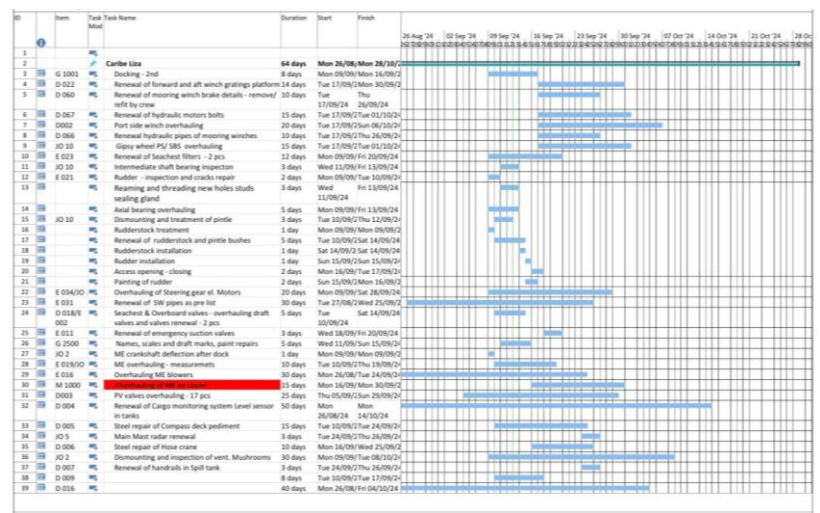 ID Item Task Mod Task Name Duration Start Finish
26 Aug '24 02 Sep '24 09 Sep '24 16 Sep '24 23 Sep '24 30 Sep '24 07 Oct '24 14 Oct '24 21 Oct '24 28 Oc
1
2 Caribe Liza 64 days Mon 26/08/ Mon 28/10/2
3 G 1001 Docking - 2nd 8 days Mon 09/09/ Mon 16/09/2
4 D 022 Renewal of forward and aft winch gratings platform 14 days Tue 17/09/2 Mon 30/09/2
5 D 060 Renewal of mooring winch brake details - remove/ refit by crew 10 days Tue 17/09/24 Thu 26/09/24
6 D 067 Renewal of hydraulic motors bolts 15 days Tue 17/09/2 Tue 01/10/24
7 D002 Port side winch overhauling 20 days Tue 17/09/2 Sun 06/10/24
8 D 066 Renewal hydraulic pipes of mooring winches 10 days Tue 17/09/2 Thu 26/09/24
9 JO 10 Gipsy wheel PS/ SBS overhauling 15 days Tue 17/09/2 Tue 01/10/24
10 E 023 Renewal of Seachest filters - 2 pcs 12 days Mon 09/09/ Fri 20/09/24
11 JO 10 Intermediate shaft bearing inspecton 3 days Wed 11/09/ Fri 13/09/24
12 E 021 Rudder - inspection and cracks repair 2 days Mon 09/09/ Tue 10/09/24
13 Reaming and threading new holes studs sealing gland 3 days Wed 11/09/24 Fri 13/09/24
14 Axial bearing overhauling 5 days Mon 09/09/ Fri 13/09/24
15 JO 10 Dismounting and treatment of pintle 3 days Tue 10/09/2 Thu 12/09/24
16 Rudderstock treatment 1 day Mon 09/09/ Mon 09/09/2
17 Renewal of rudderstock and pintle bushes 5 days Tue 10/09/2 Sat 14/09/24
18 Rudderstock installation 1 day Sat 14/09/2 Sat 14/09/24
19 Rudder installation 1 day Sun 15/09/2 Sun 15/09/24
20 Access opening - closing 2 days Mon 16/09/ Tue 17/09/24
21 Painting of rudder 2 days Sun 15/09/2 Mon 16/09/2
22 E 034/JO Overhauling of Steering gear el. Motors 20 days Mon 09/09/ Sat 28/09/24
23 E 031 Renewal of SW pipes as pre list 30 days Tue 27/08/2 Wed 25/09/2
24 D 018/E 002 Seachest & Overboard valves - overhauling draft valves and valves renewal - 2 pcs 5 days Tue 10/09/24 Sat 14/09/24
25 E 011 Renewal of emergency suction valves 3 days Wed 18/09/ Fri 20/09/24
26 G 2500 Names, scales and draft marks, paint repairs 5 days Wed 11/09/ Sun 15/09/24
27 JO 2 ME crankshaft deflection after dock 1 day Mon 09/09/ Mon 09/09/2
28 E 019/JO ME overhauling - measuremets 10 days Tue 10/09/2 Thu 19/09/24
29 E 016 Overhauling ME blowers 30 days Mon 26/08/ Tue 24/09/24
30 M 1000 Overhauling of ME 15 days Mon 16/09/ Mon 30/09/2
31 D003 PV valves overhauling - 17 pcs 25 days Thu 05/09/2 Sun 29/09/24
32 D 004 Renewal of Cargo monitoring system Level sensor in tanks 50 days Mon 26/08/24 Mon 14/10/24
33 D 005 Steel repair of Compass deck pediment 15 days Tue 10/09/2 Tue 24/09/24
34 JO 5 Main Mast radar renewal 3 days Tue 24/09/2 Thu 26/09/24
35 D 006 Steel repair of Hose crane 10 days Mon 16/09/ Wed 25/09/2
36 JO 2 Dismounting and inspection of vent. Mushrooms 30 days Mon 09/09/ Tue 08/10/24
37 D 007 Renewal of handrails in Spill tank 3 days Tue 24/09/2 Thu 26/09/24
38 D 009 8 days Tue 10/09/2 Tue 17/09/24
39 D 016 40 days Mon 26/08/ Fri 04/10/24